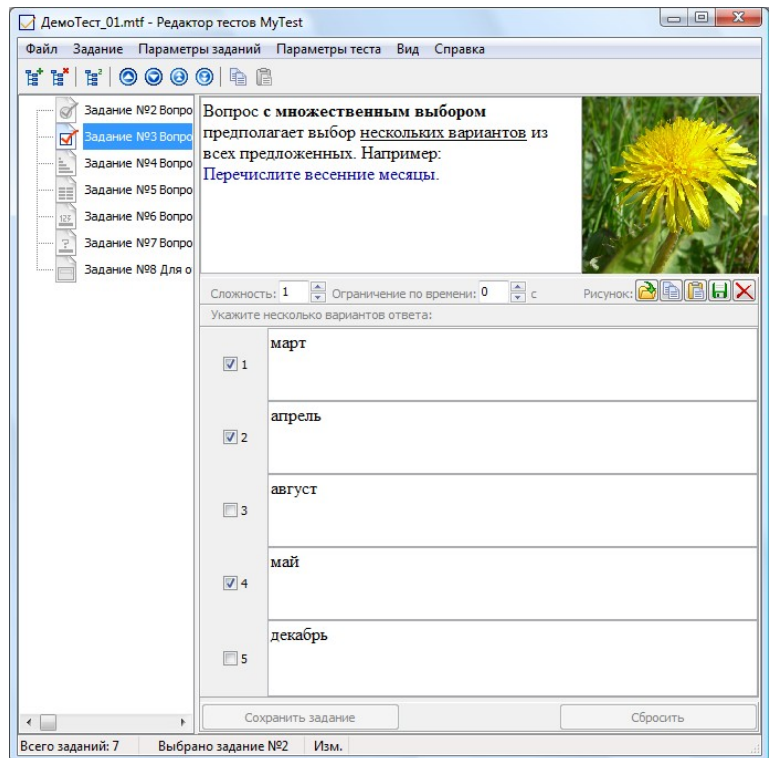 ДемоТест_01.mtf - Редактор тестов MyTest
Файл Задание Параметры заданий Параметры теста Вид Справка
Задание №2 Вопро
Задание №3 Вопро
Задание №4 Вопро
Задание №5 Вопро
Задание №6 Вопро
Задание №7 Вопро
Задание №8 Для о
Вопрос с множественным выбором
предполагает выбор нескольких вариантов из
всех предложенных. Например:
Перечислите весенние месяцы.
Сложность: 1 Ограничение по времени: 0 с Рисунок:
Укажите несколько вариантов ответа:
1 март
2 апрель
3 август
4 май
5 декабрь
Сохранить задание Сбросить
Всего заданий: 7 Выбрано задание №2 Изм.